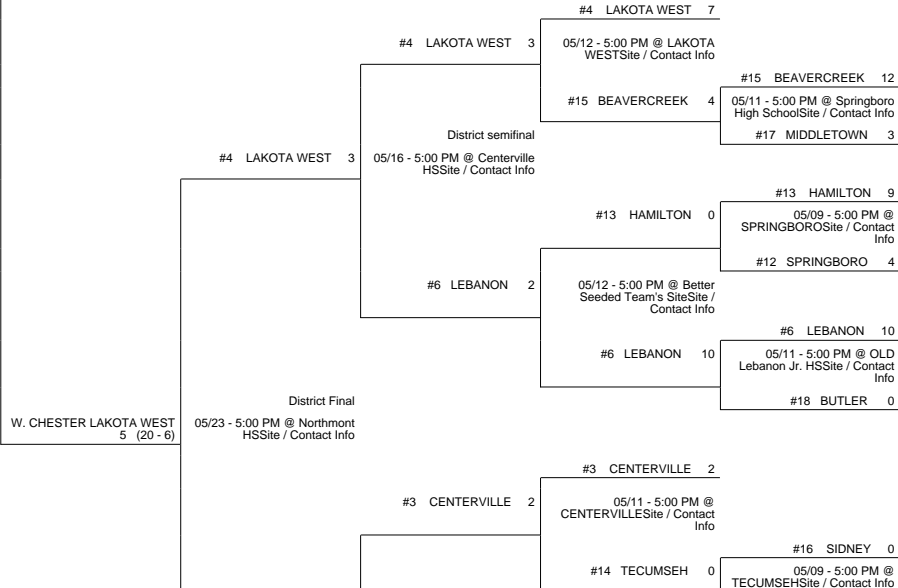 #4 LAKOTA WEST 7
#4 LAKOTA WEST 3
05/12 - 5:00 PM @ LAKOTA
WESTSite / Contact Info
#15 BEAVERCREEK 12
#15 BEAVERCREEK 4
05/11 - 5:00 PM @ Springboro
High SchoolSite / Contact Info
#17 MIDDLETOWN 3
District semifinal
#4 LAKOTA WEST 3
05/16 - 5:00 PM @ Centerville
HSSite / Contact Info
#13 HAMILTON 9
#13 HAMILTON 0
05/09 - 5:00 PM @
SPRINGBOROSite / Contact
Info
#12 SPRINGBORO 4
#6 LEBANON 2
05/12 - 5:00 PM @ Better
Seeded Team's SiteSite /
Contact Info
#6 LEBANON 10
#6 LEBANON 10
05/11 - 5:00 PM @ OLD
Lebanon Jr. HSSite / Contact
Info
#18 BUTLER 0
District Final
W. CHESTER LAKOTA WEST
5 (20 - 6)
05/23 - 5:00 PM @ Northmont
HSSite / Contact Info
#3 CENTERVILLE 2
#3 CENTERVILLE 2
05/11 - 5:00 PM @
CENTERVILLESite / Contact
Info
#16 SIDNEY 0
#14 TECUMSEH 0
05/09 - 5:00 PM @
TECUMSEHSite / Contact Info